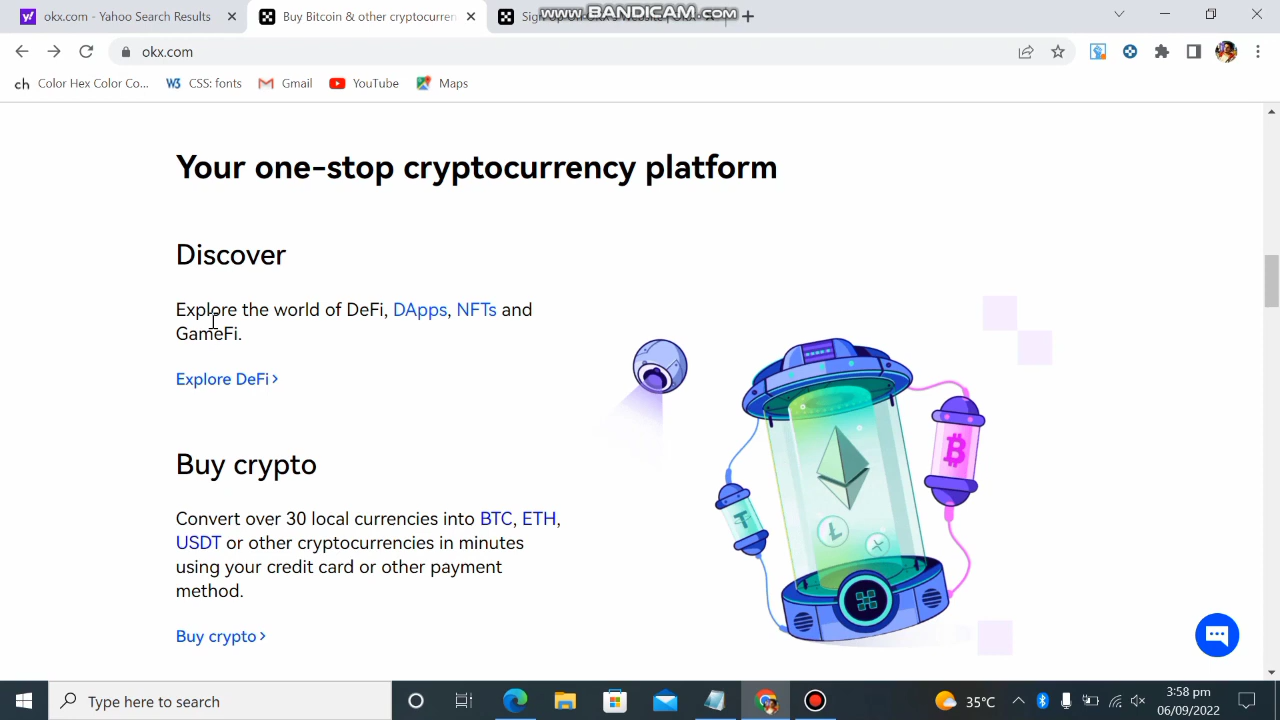 okx.com - Yahoo Search Results
Buy Bitcoin & other cryptocurren
www.BANDICAM.com
okx.com
ch Color Hex Color Co...
W3 CSS: fonts
Gmail
YouTube
Maps
Your one-stop cryptocurrency platform
Discover
Explore the world of DeFi, DApps, NFTs and
GameFi.
Explore DeFi >
Buy crypto
Convert over 30 local currencies into BTC, ETH,
USDT or other cryptocurrencies in minutes
using your credit card or other payment
method.
Buy crypto >
Type here to search
35°C
3:58 pm
06/09/2022